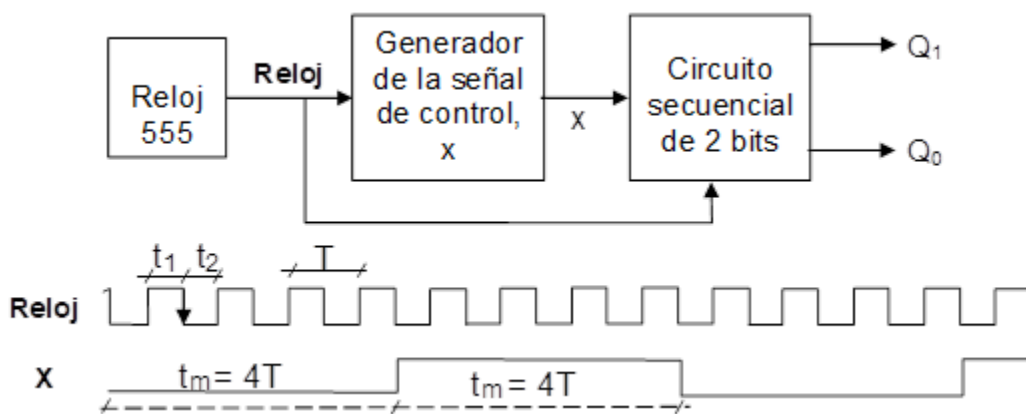 Reloj
555
Reloj
Generador
de la señal
de control,
x
x
Circuito
secuencial
de 2 bits
Q₁
Q₀
t₁ t₂ T
Reloj
X
tₘ = 4T tₘ = 4T